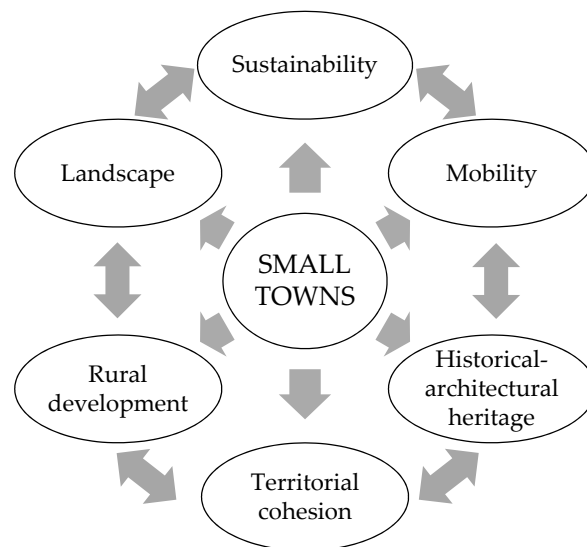 Sustainability
Landscape
Mobility
SMALL
TOWNS
Rural
development
Historical-
architectural
heritage
Territorial
cohesion